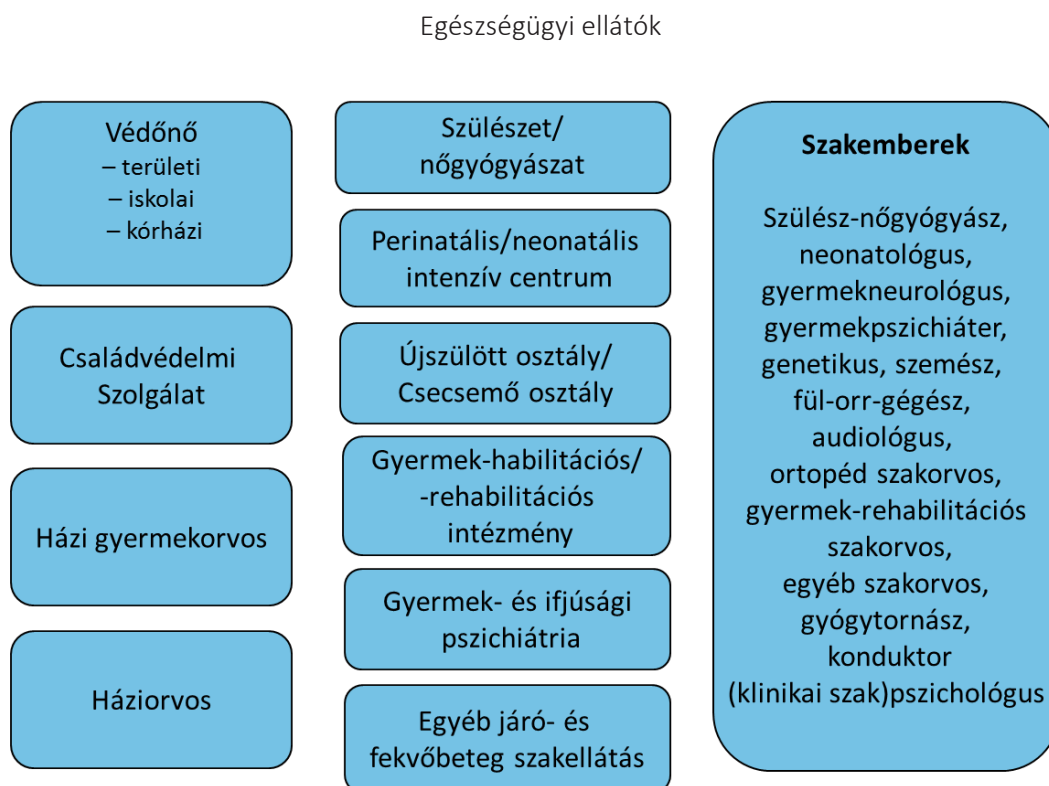 Egészségügyi ellátók
Védőnő
– területi
– iskolai
– kórházi
Családvédelmi
Szolgálat
Házi gyermekorvos
Háziorvos
Szülészet/
nőgyógyászat
Perinatális/neonatális
intenzív centrum
Újszülött osztály/
Csecsemő osztály
Gyermek-habilitációs/
-rehabilitációs
intézmény
Gyermek- és ifjúsági
pszichiátria
Egyéb járó- és
fekvőbeteg szakellátás
Szakemberek
Szülész-nőgyógyász,
neonatológus,
gyermekneurológus,
gyermekpszichiáter,
genetikus, szemész,
fül-orr-gégész,
audiológus,
ortopéd szakorvos,
gyermek-rehabilitációs
szakorvos,
egyéb szakorvos,
gyógytornász,
konduktor
(klinikai szak)pszichológus